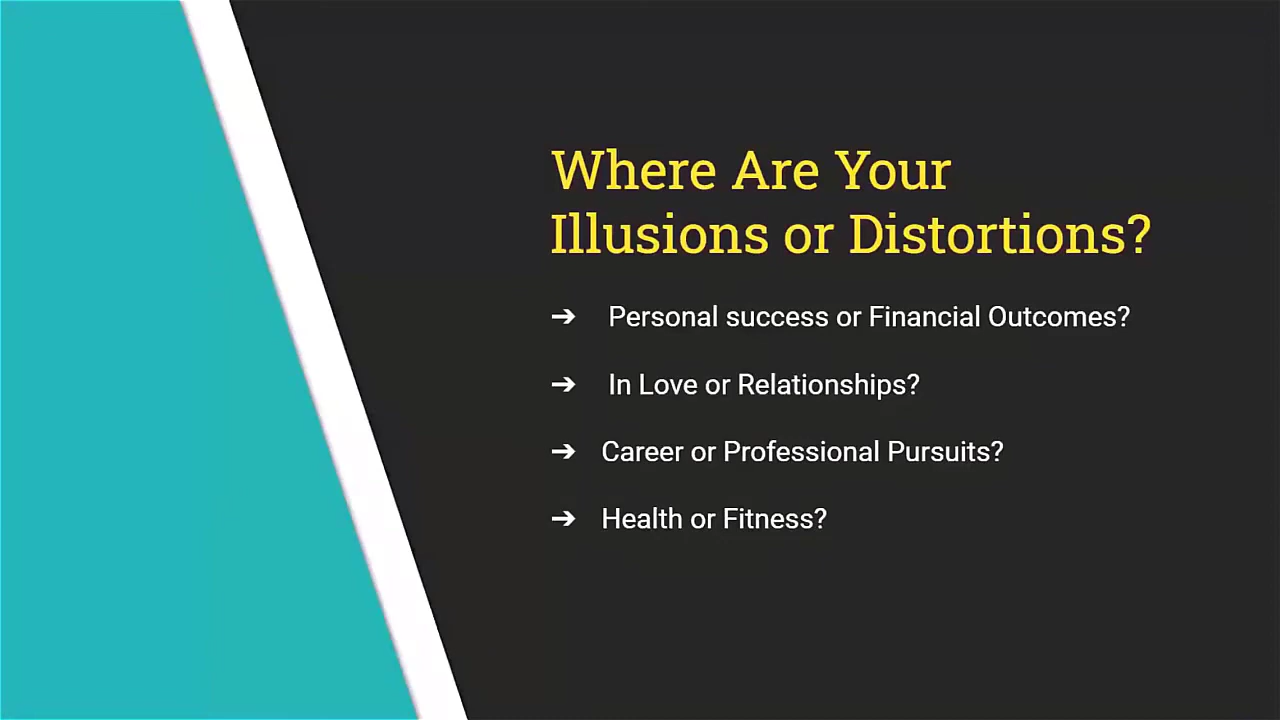 Where Are Your
Illusions or Distortions?
➔ Personal success or Financial Outcomes?
➔ In Love or Relationships?
➔ Career or Professional Pursuits?
➔ Health or Fitness?